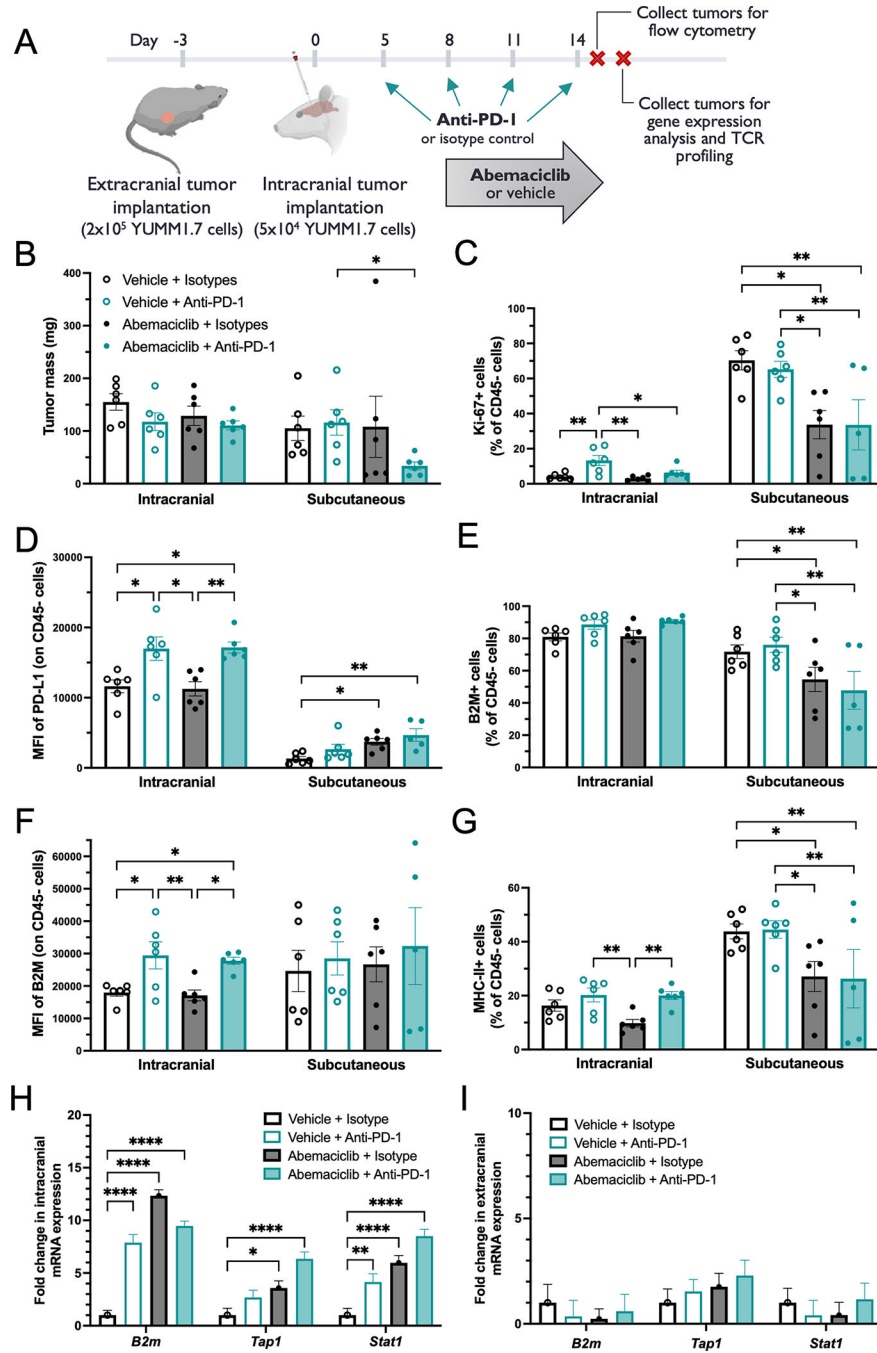 A
Day -3 0 5 8 11 14
Collect tumors for
flow cytometry
Anti-PD-1
or isotype control
Collect tumors for
gene expression
analysis and TCR
profiling
Abemaciclib
or vehicle
Extracranial tumor
implantation
(2x10⁵ YUMM1.7 cells)
Intracranial tumor
implantation
(5x10⁴ YUMM1.7 cells)
B
Tumor mass (mg)
400
300
200
100
0
Vehicle + Isotypes
Vehicle + Anti-PD-1
Abemaciclib + Isotypes
Abemaciclib + Anti-PD-1
*
Intracranial Subcutaneous
C
Ki-67+ cells
(% of CD45- cells)
100
80
60
40
20
0
** ** *
** * ** *
Intracranial Subcutaneous
D
MFI of PD-L1 (on CD45- cells)
30000
20000
10000
0
*
* * **
** *
Intracranial Subcutaneous
E
B2M+ cells
(% of CD45- cells)
100
80
60
40
20
0
** * ** *
Intracranial Subcutaneous
F
MFI of B2M (on CD45- cells)
60000
50000
40000
30000
20000
10000
0
*
* ** *
Intracranial Subcutaneous
G
MHC-II+ cells
(% of CD45- cells)
60
40
20
0
** **
** * ** *
Intracranial Subcutaneous
H
Fold change in intracranial
mRNA expression
20
15
10
5
0
Vehicle + Isotype
Vehicle + Anti-PD-1
Abemaciclib + Isotype
Abemaciclib + Anti-PD-1
****
****
****
****
*
****
****
**
B2m Tap1 Stat1
I
Fold change in extracranial
mRNA expression
10
8
6
4
2
0
Vehicle + Isotype
Vehicle + Anti-PD-1
Abemaciclib + Isotype
Abemaciclib + Anti-PD-1
B2m Tap1 Stat1